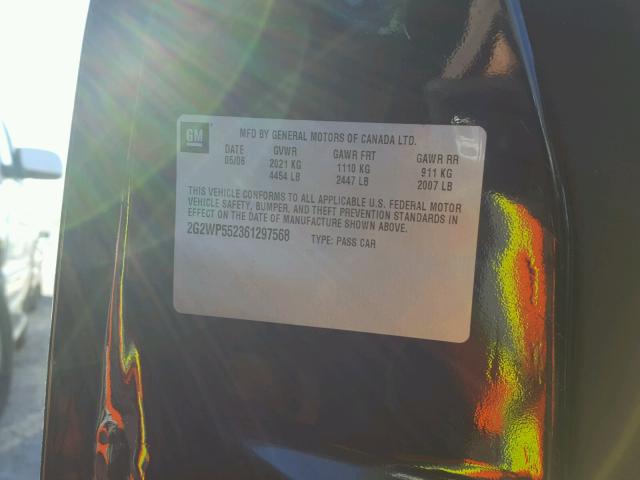 GM
MFD BY GENERAL MOTORS OF CANADA LTD.
DATE GVWR GAWR FRT GAWR RR
05/06 2021 KG 1110 KG 911 KG
4454 LB 2447 LB 2007 LB
THIS VEHICLE CONFORMS TO ALL APPLICABLE U.S. FEDERAL MOTOR
VEHICLE SAFETY, BUMPER, AND THEFT PREVENTION STANDARDS IN
EFFECT ON THE DATE OF MANUFACTURE SHOWN ABOVE.
2G2WP552361297568 TYPE: PASS CAR